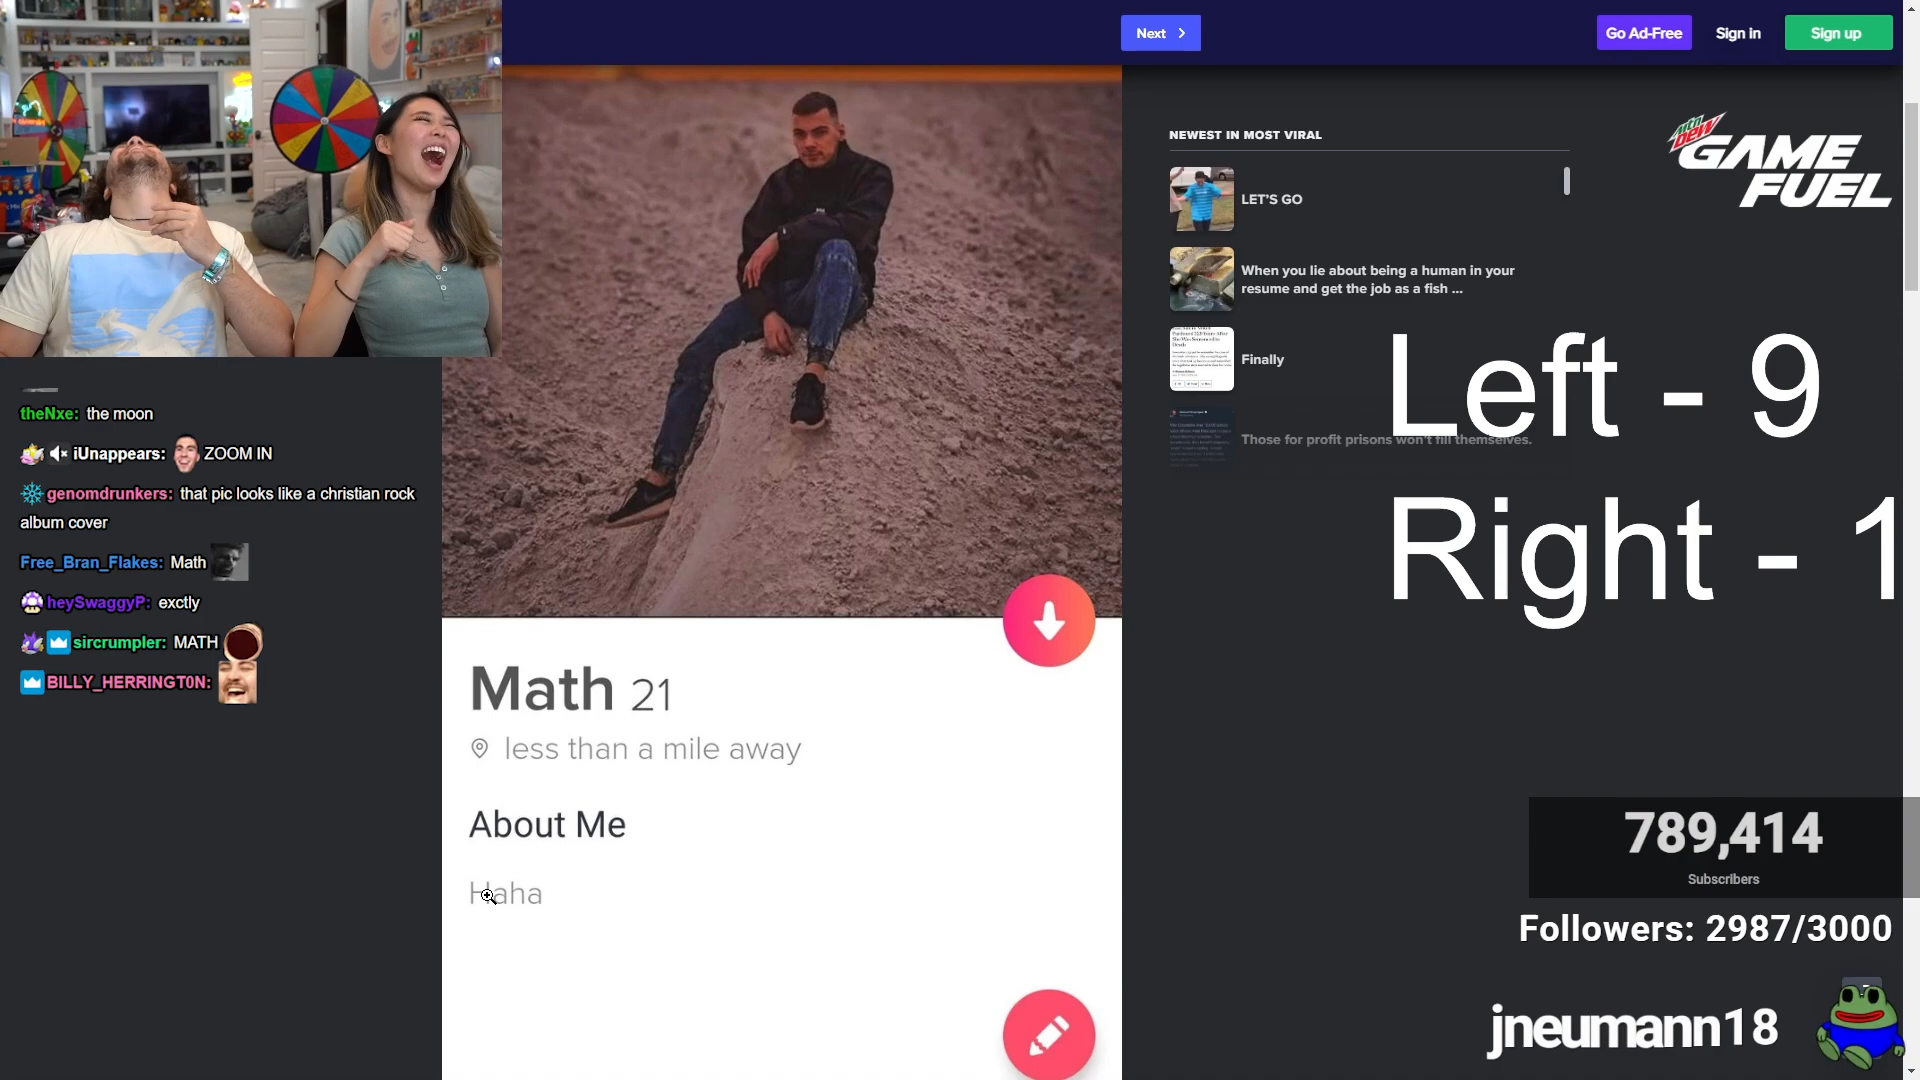 Next
Go Ad-Free
Sign in
Sign up
NEWEST IN MOST VIRAL
LET'S GO
When you lie about being a human in your
resume and get the job as a fish ...
Finally
Those for profit prisons won't fill themselves.
mtn
DEW
GAME
FUEL
Left - 9
Right - 1
theNxe: the moon
iUnappears: ZOOM IN
genomdrunkers: that pic looks like a christian rock
album cover
Free_Bran_Flakes: Math
heySwaggyP: exctly
sircrumpler: MATH
BILLY_HERRINGT0N:
Math 21
less than a mile away
About Me
Haha
789,414
Subscribers
Followers: 2987/3000
jneumann18